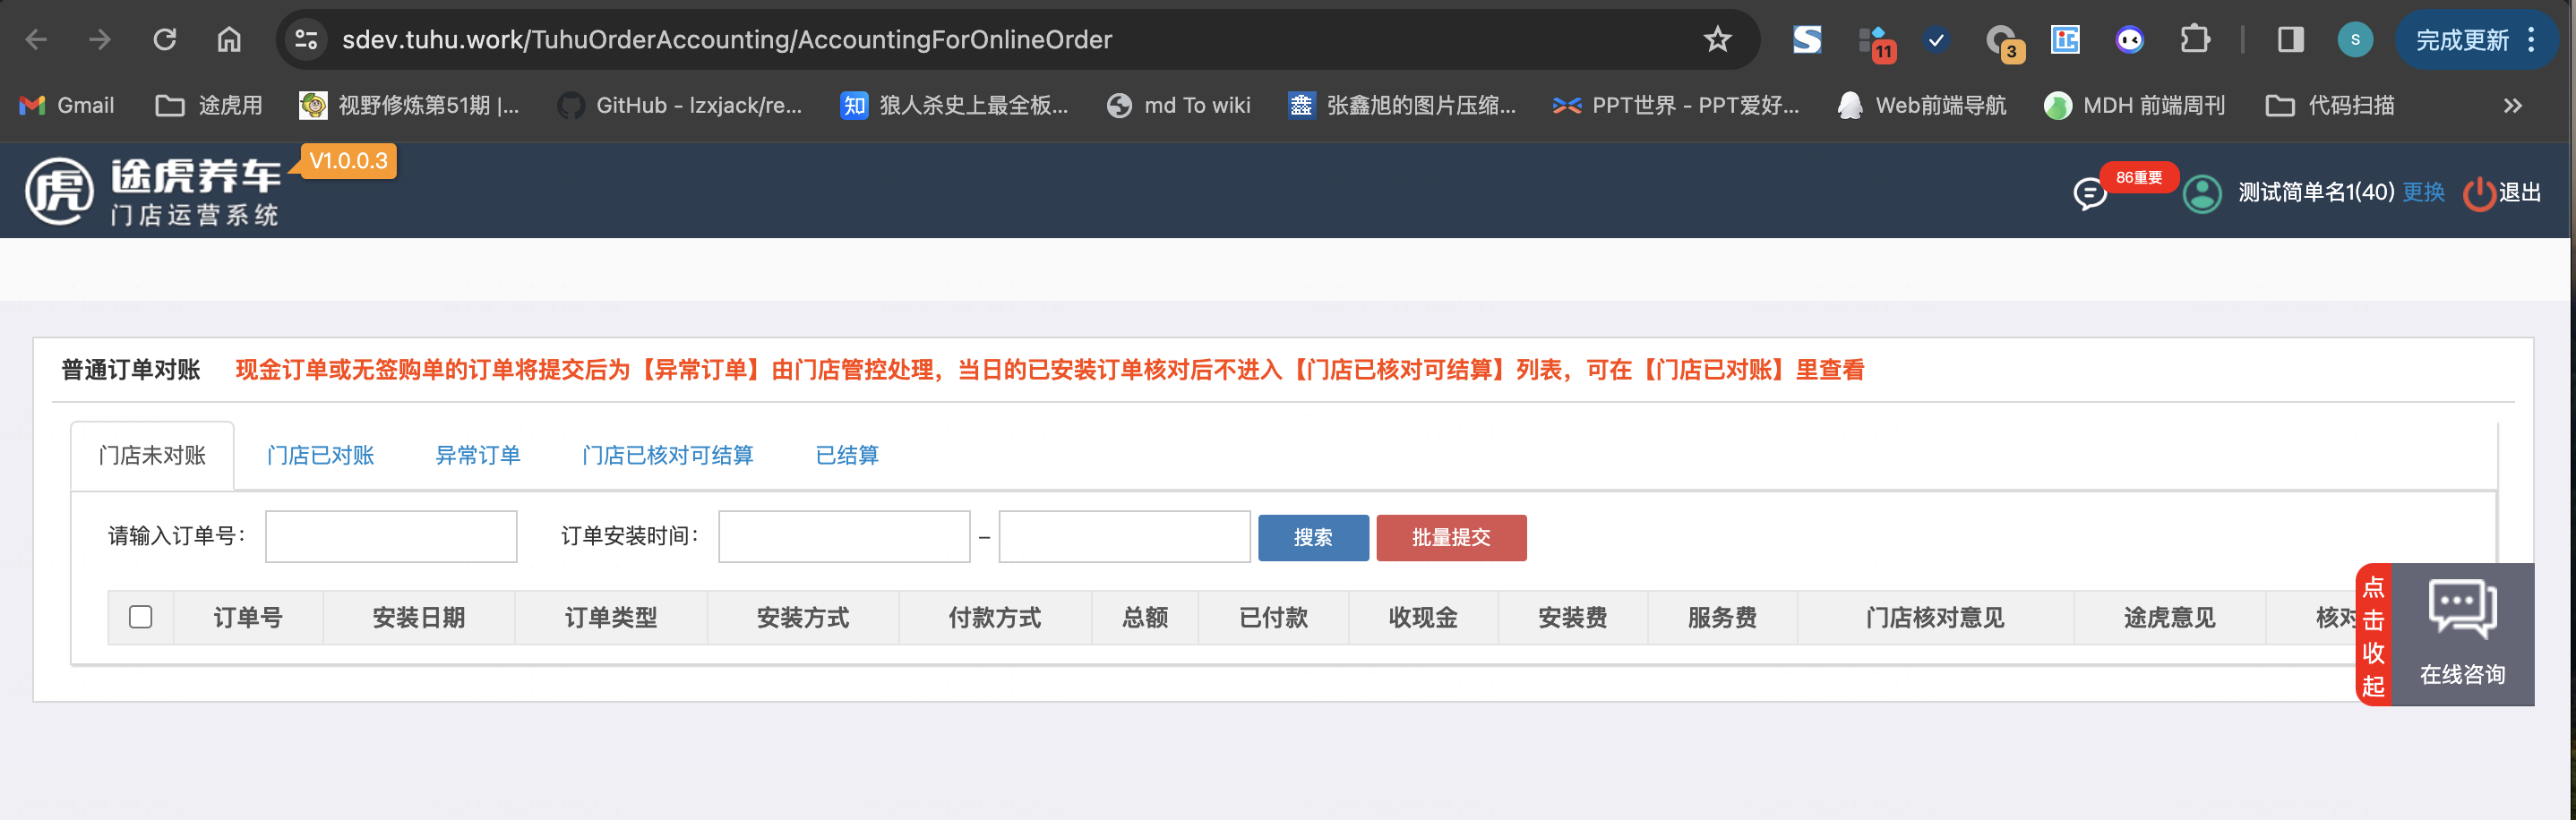 sdev.tuhu.work/TuhuOrderAccounting/AccountingForOnlineOrder
11
3
S
完成更新
Gmail
途虎用
视野修炼第51期 |...
GitHub - lzxjack/re...
知
狼人杀史上最全板...
md To wiki
鑫
张鑫旭的图片压缩...
PPT世界 - PPT爱好...
Web前端导航
MDH 前端周刊
代码扫描
虎
途虎养车
门店运营系统
V1.0.0.3
86重要
测试简单名1(40) 更换
退出
普通订单对账 现金订单或无签购单的订单将提交后为【异常订单】由门店管控处理，当日的已安装订单核对后不进入【门店已核对可结算】列表，可在【门店已对账】里查看
门店未对账 门店已对账 异常订单 门店已核对可结算 已结算
请输入订单号： 订单安装时间： – 搜索 批量提交
订单号 安装日期 订单类型 安装方式 付款方式 总额 已付款 收现金 安装费 服务费 门店核对意见 途虎意见 核对
点击收起
在线咨询